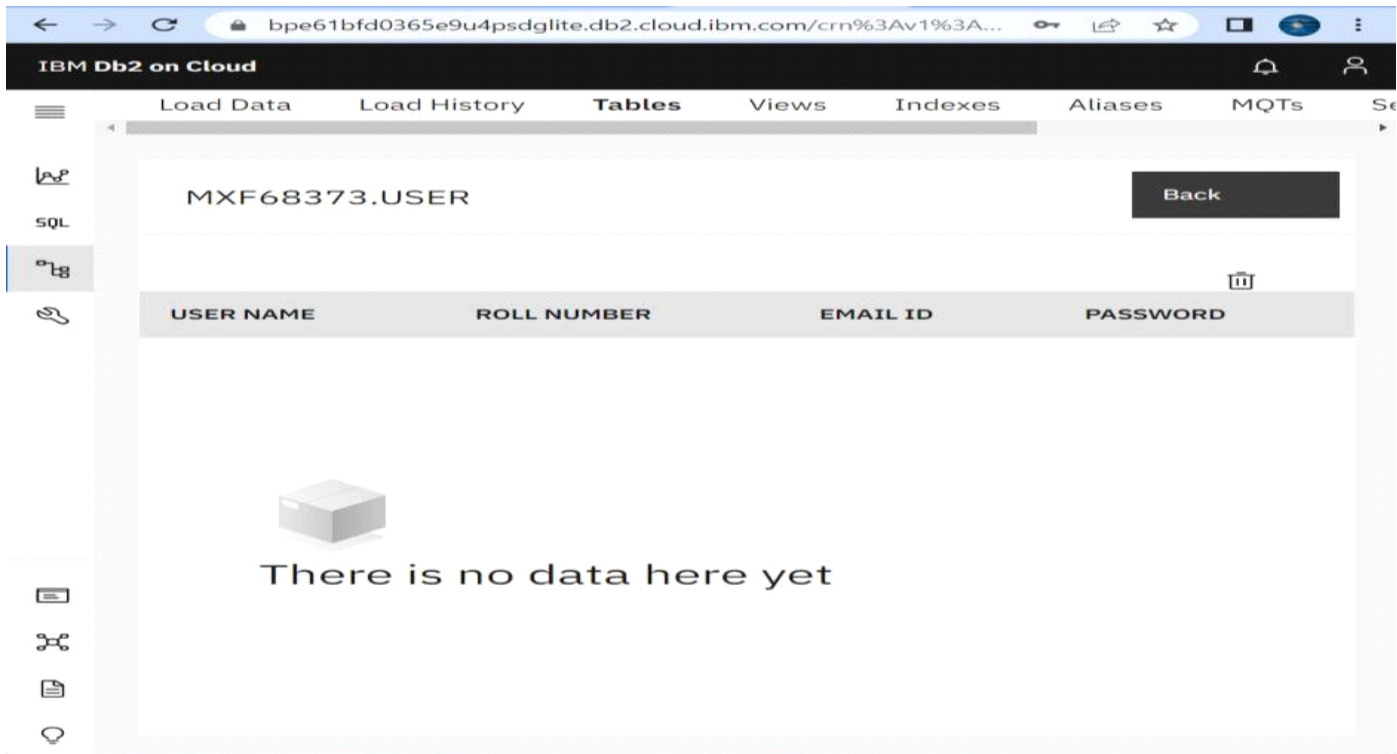 bpe61bfd0365e9u4psdglite.db2.cloud.ibm.com/crn%3Av1%3A...
IBM Db2 on Cloud
Load Data Load History Tables Views Indexes Aliases MQTs Se
MXF68373.USER Back
SQL
USER NAME ROLL NUMBER EMAIL ID PASSWORD
There is no data here yet